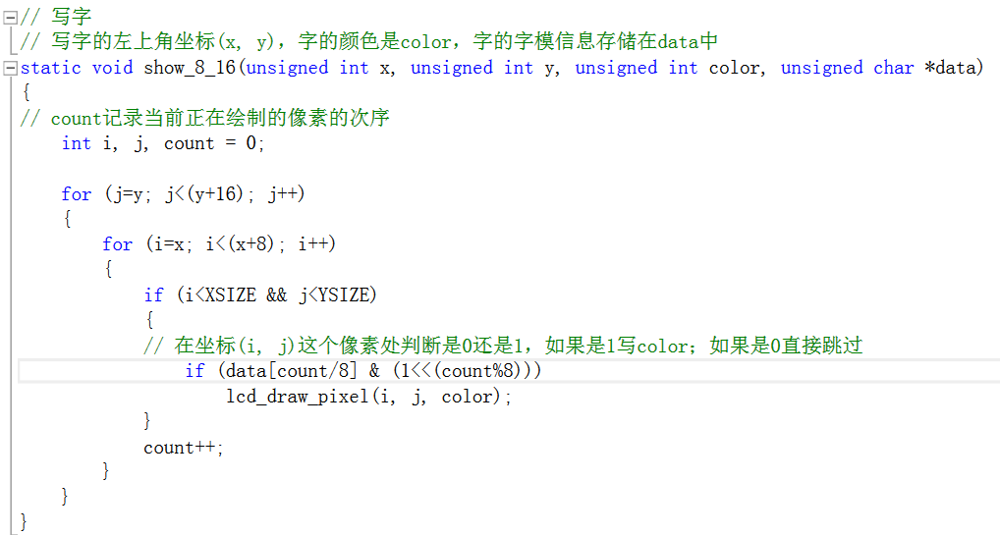 // 写字
// 写字的左上角坐标(x, y)，字的颜色是color，字的字模信息存储在data中
static void show_8_16(unsigned int x, unsigned int y, unsigned int color, unsigned char *data)
{
// count记录当前正在绘制的像素的次序
    int i, j, count = 0;

    for (j=y; j<(y+16); j++)
    {
        for (i=x; i<(x+8); i++)
        {
            if (i<XSIZE && j<YSIZE)
            {
            // 在坐标(i, j)这个像素处判断是0还是1，如果是1写color；如果是0直接跳过
                if (data[count/8] & (1<<(count%8)))
                    lcd_draw_pixel(i, j, color);
            }
            count++;
        }
    }
}